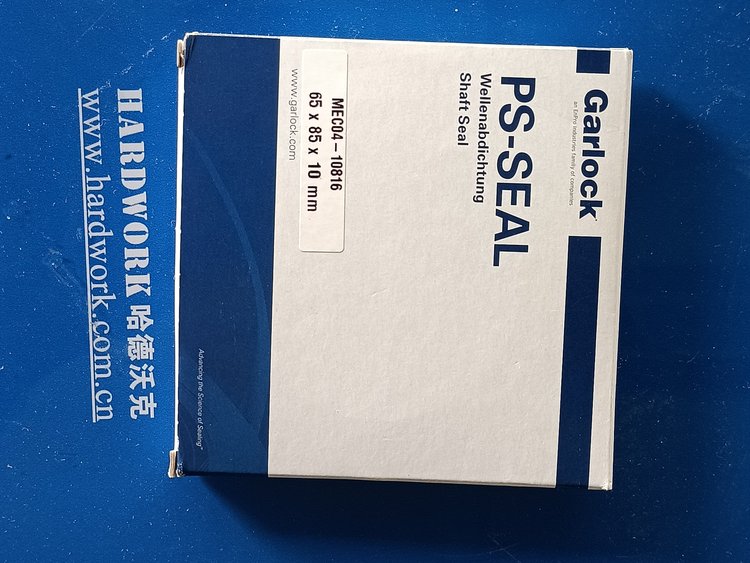 Garlock
an EnPro Industries family of companies
PS-SEAL
Wellenabdichtung
Shaft Seal
MEC04-10816
65 x 85 x 10 mm
www.garlock.com
Advancing the Science of Sealing
HARDWORK 哈德沃克
www.hardwork.com.cn